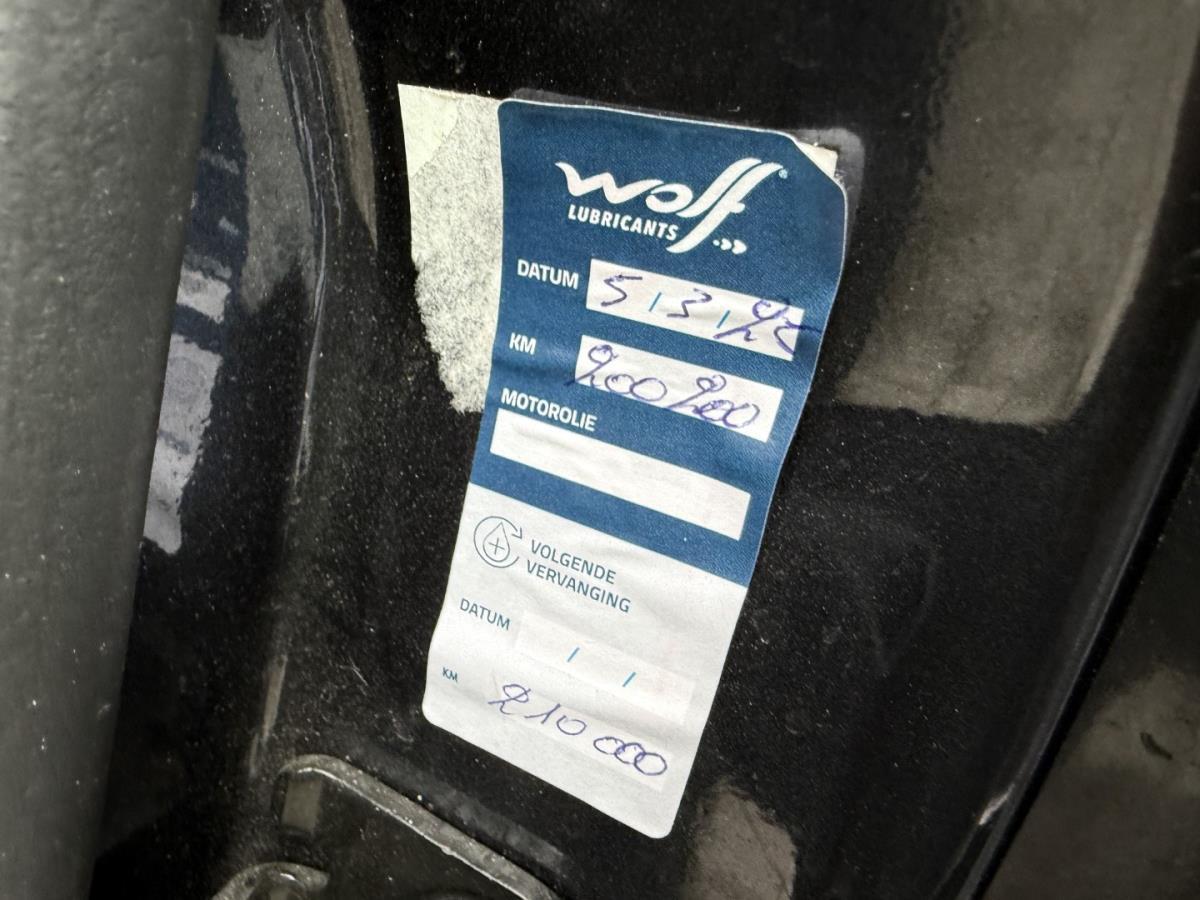 wolf®
LUBRICANTS
DATUM 5/3/25
KM 200200
MOTOROLIE
VOLGENDE
VERVANGING
DATUM / /
KM 210 000